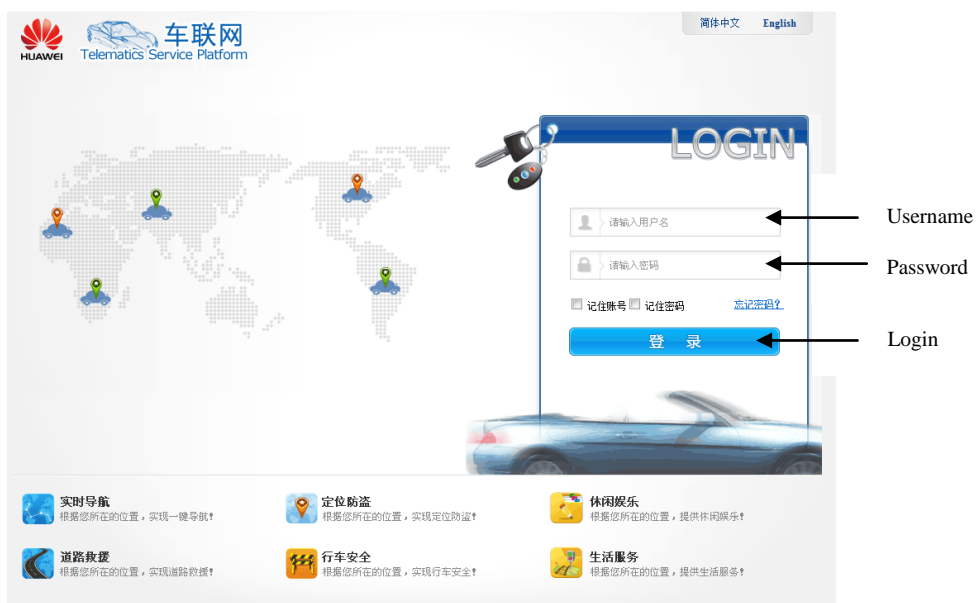 HUAWEI
车联网
Telematics Service Platform
简体中文 English
LOGIN
请输入用户名
Username
请输入密码
Password
记住账号 记住密码 忘记密码?
登 录
Login
实时导航
根据您所在的位置，实现一键导航!
定位防盗
根据您所在的位置，实现定位防盗!
休闲娱乐
根据您所在的位置，提供休闲娱乐!
道路救援
根据您所在的位置，实现道路救援!
行车安全
根据您所在的位置，实现行车安全!
生活服务
根据您所在的位置，提供生活服务!